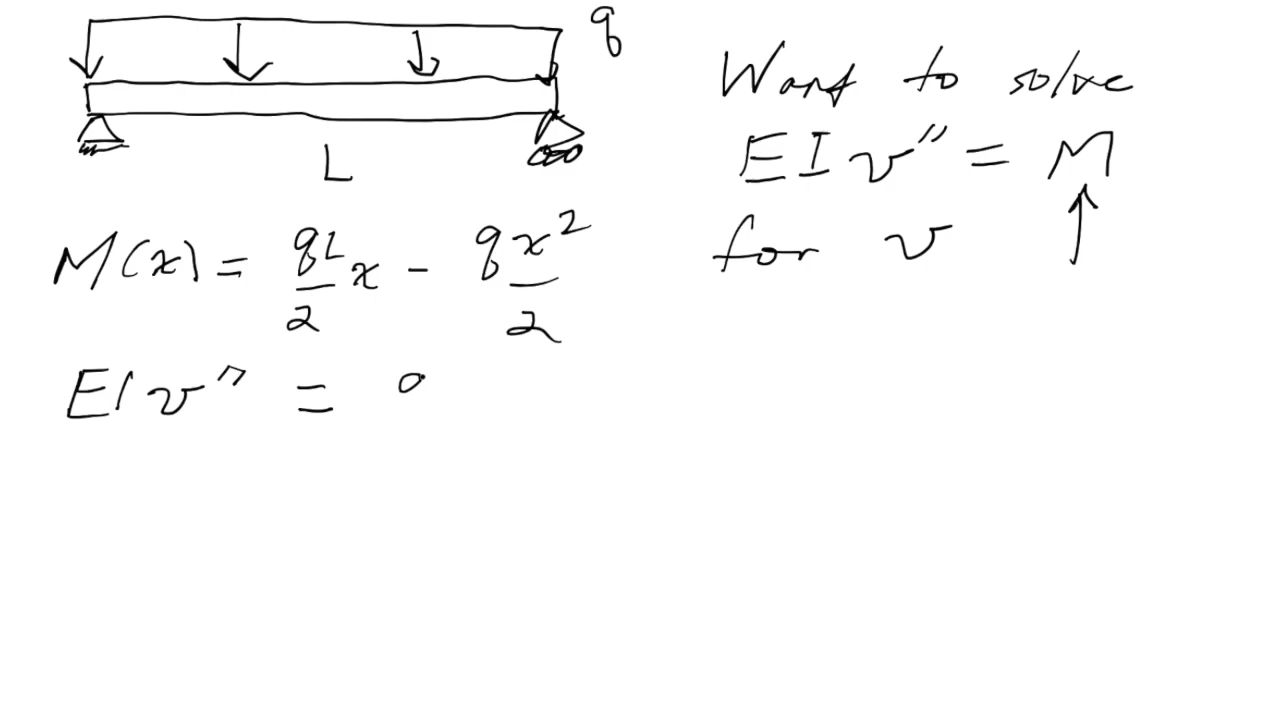 q
L
M(x) = qL/2 x - qx²/2
EIv" =
Want to solve
EIv" = M
for v